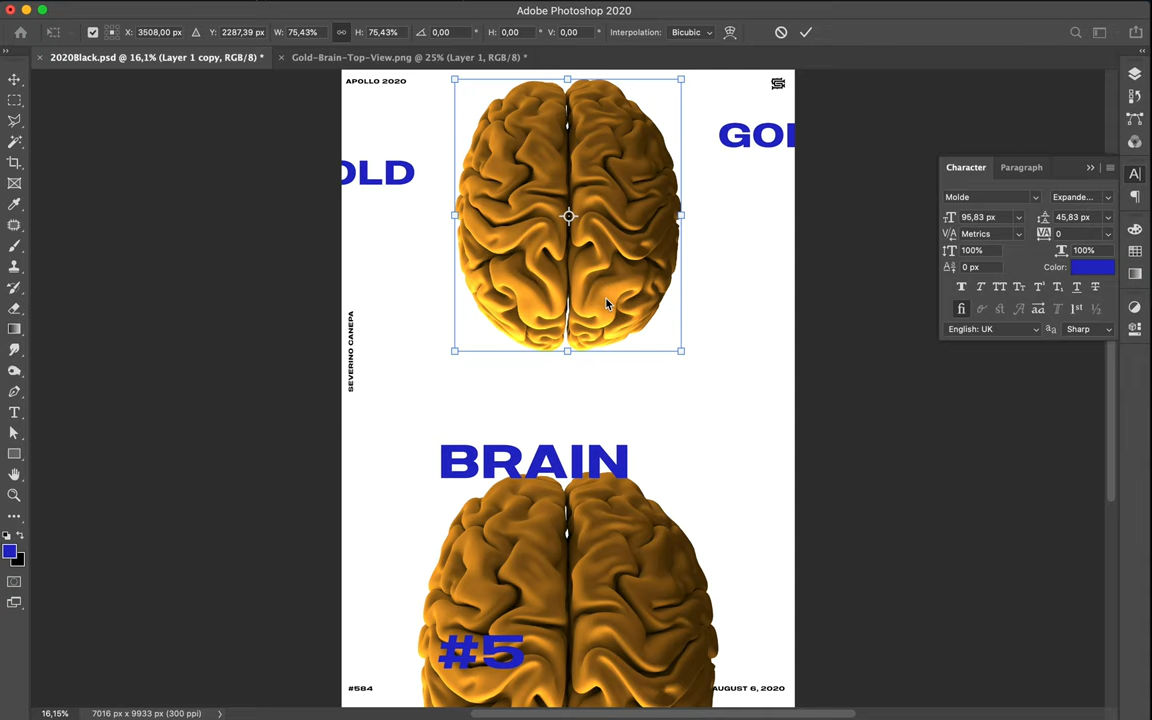 Adobe Photoshop 2020
X: 3508,00 px Y: 2287,39 px W: 75,43% H: 75,43% 0,00 ° H: 0,00 ° V: 0,00 ° Interpolation: Bicubic
2020Black.psd @ 16,1% (Layer 1 copy, RGB/8) * Gold-Brain-Top-View.png @ 25% (Layer 1, RGB/8) *
APOLLO 2020
GOL
OLD
SEVERINO CANEPA
BRAIN
#5
#584 AUGUST 6, 2020
Character Paragraph
Molde Expande...
95,83 px 45,83 px
Metrics 0
100% 100%
0 px Color:
English: UK Sharp
16,15% 7016 px x 9933 px (300 ppi)